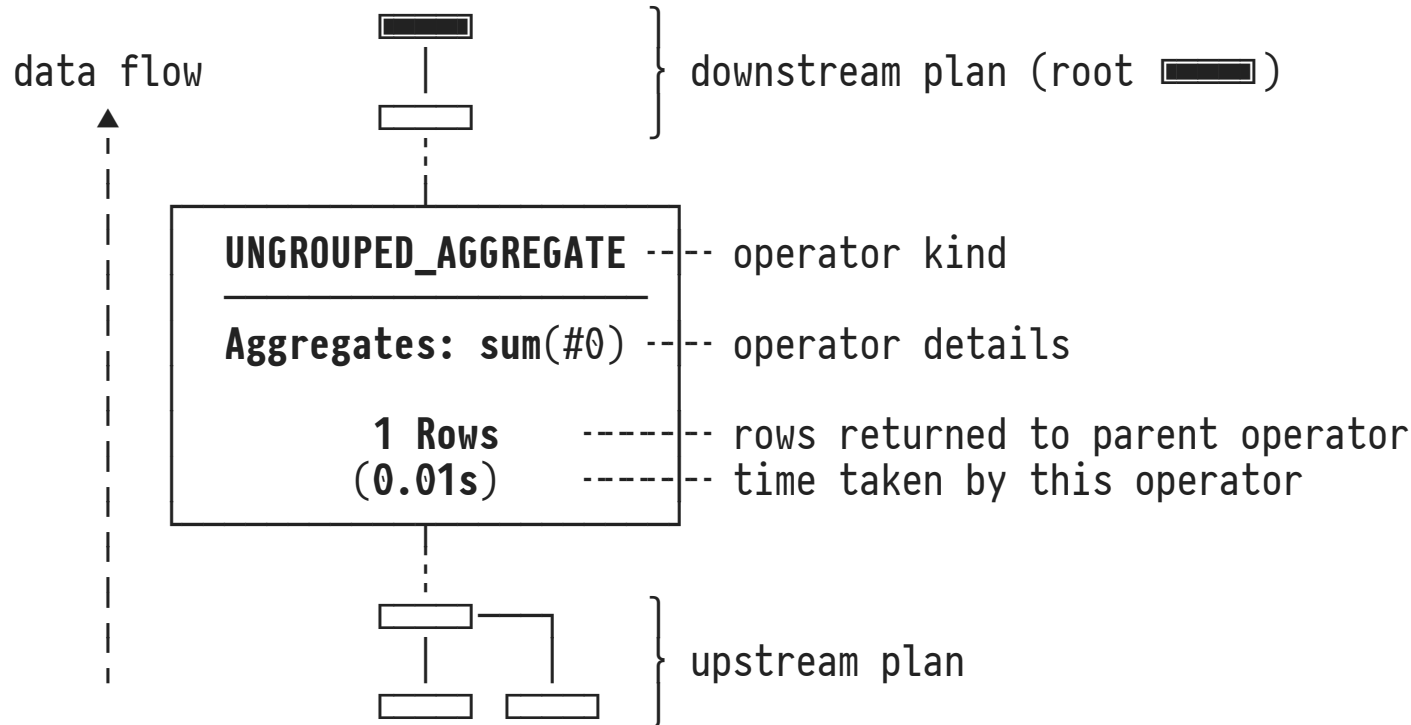 data flow
downstream plan (root )
UNGROUPED_AGGREGATE
operator kind
Aggregates: sum(#0)
operator details
1 Rows
rows returned to parent operator
(0.01s)
time taken by this operator
upstream plan